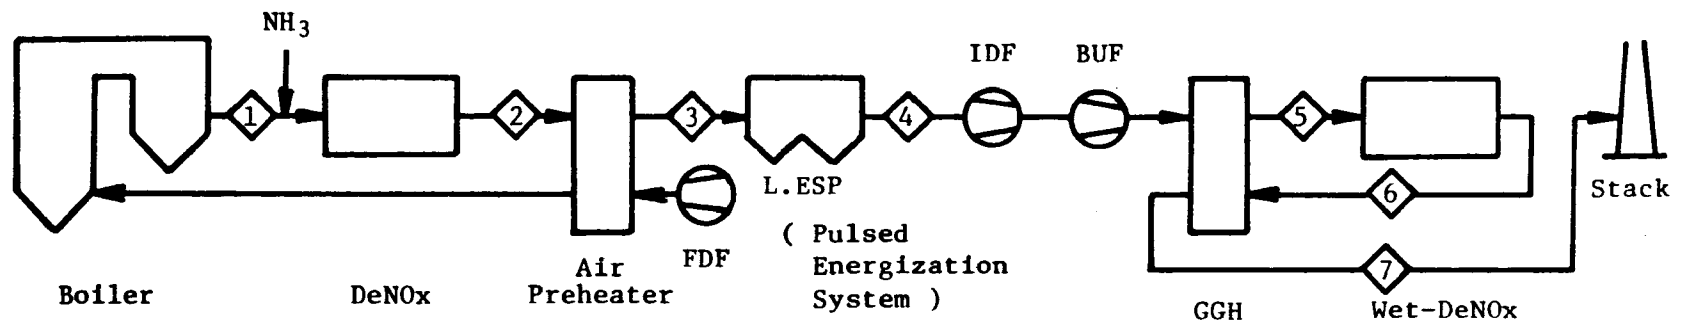 NH3
IDF
BUF
1
2
3
4
5
6
7
L.ESP
( Pulsed
Energization
System )
FDF
Stack
Boiler
DeNOx
Air
Preheater
GGH
Wet-DeNOx